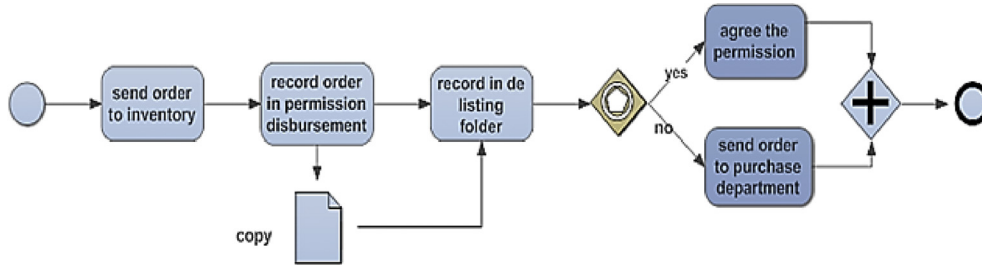 send order
to inventory
record order
in permission
disbursement
record in de
listing
folder
yes
no
agree the
permission
send order
to purchase
department
copy